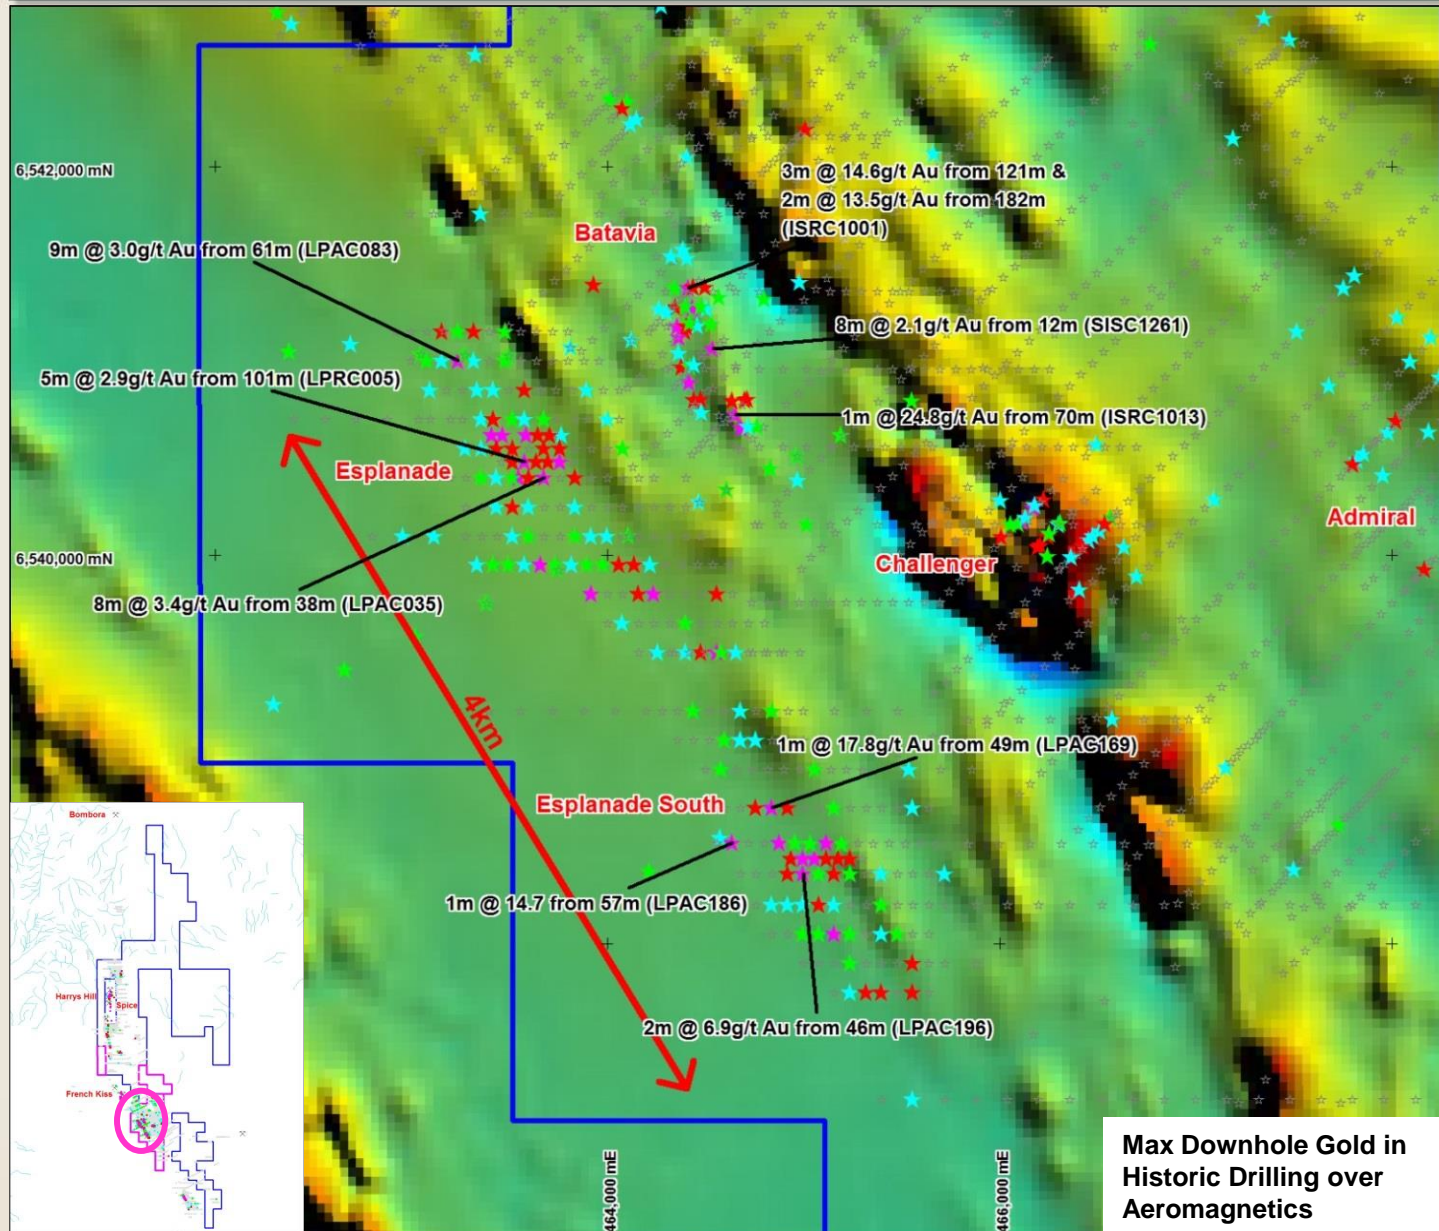 6,542,000 mN
3m @ 14.6g/t Au from 121m &
2m @ 13.5g/t Au from 182m
(ISRC1001)
Batavia
9m @ 3.0g/t Au from 61m (LPAC083)
8m @ 2.1g/t Au from 12m (SISC1261)
5m @ 2.9g/t Au from 101m (LPRC005)
1m @ 24.8g/t Au from 70m (ISRC1013)
Esplanade
Admiral
6,540,000 mN
Challenger
8m @ 3.4g/t Au from 38m (LPAC035)
4km
1m @ 17.8g/t Au from 49m (LPAC169)
Esplanade South
1m @ 14.7 from 57m (LPAC186)
2m @ 6.9g/t Au from 46m (LPAC196)
Bombora
Harrys Hill
Spice
French Kiss
464,000 mE
466,000 mE
Max Downhole Gold in
Historic Drilling over
Aeromagnetics